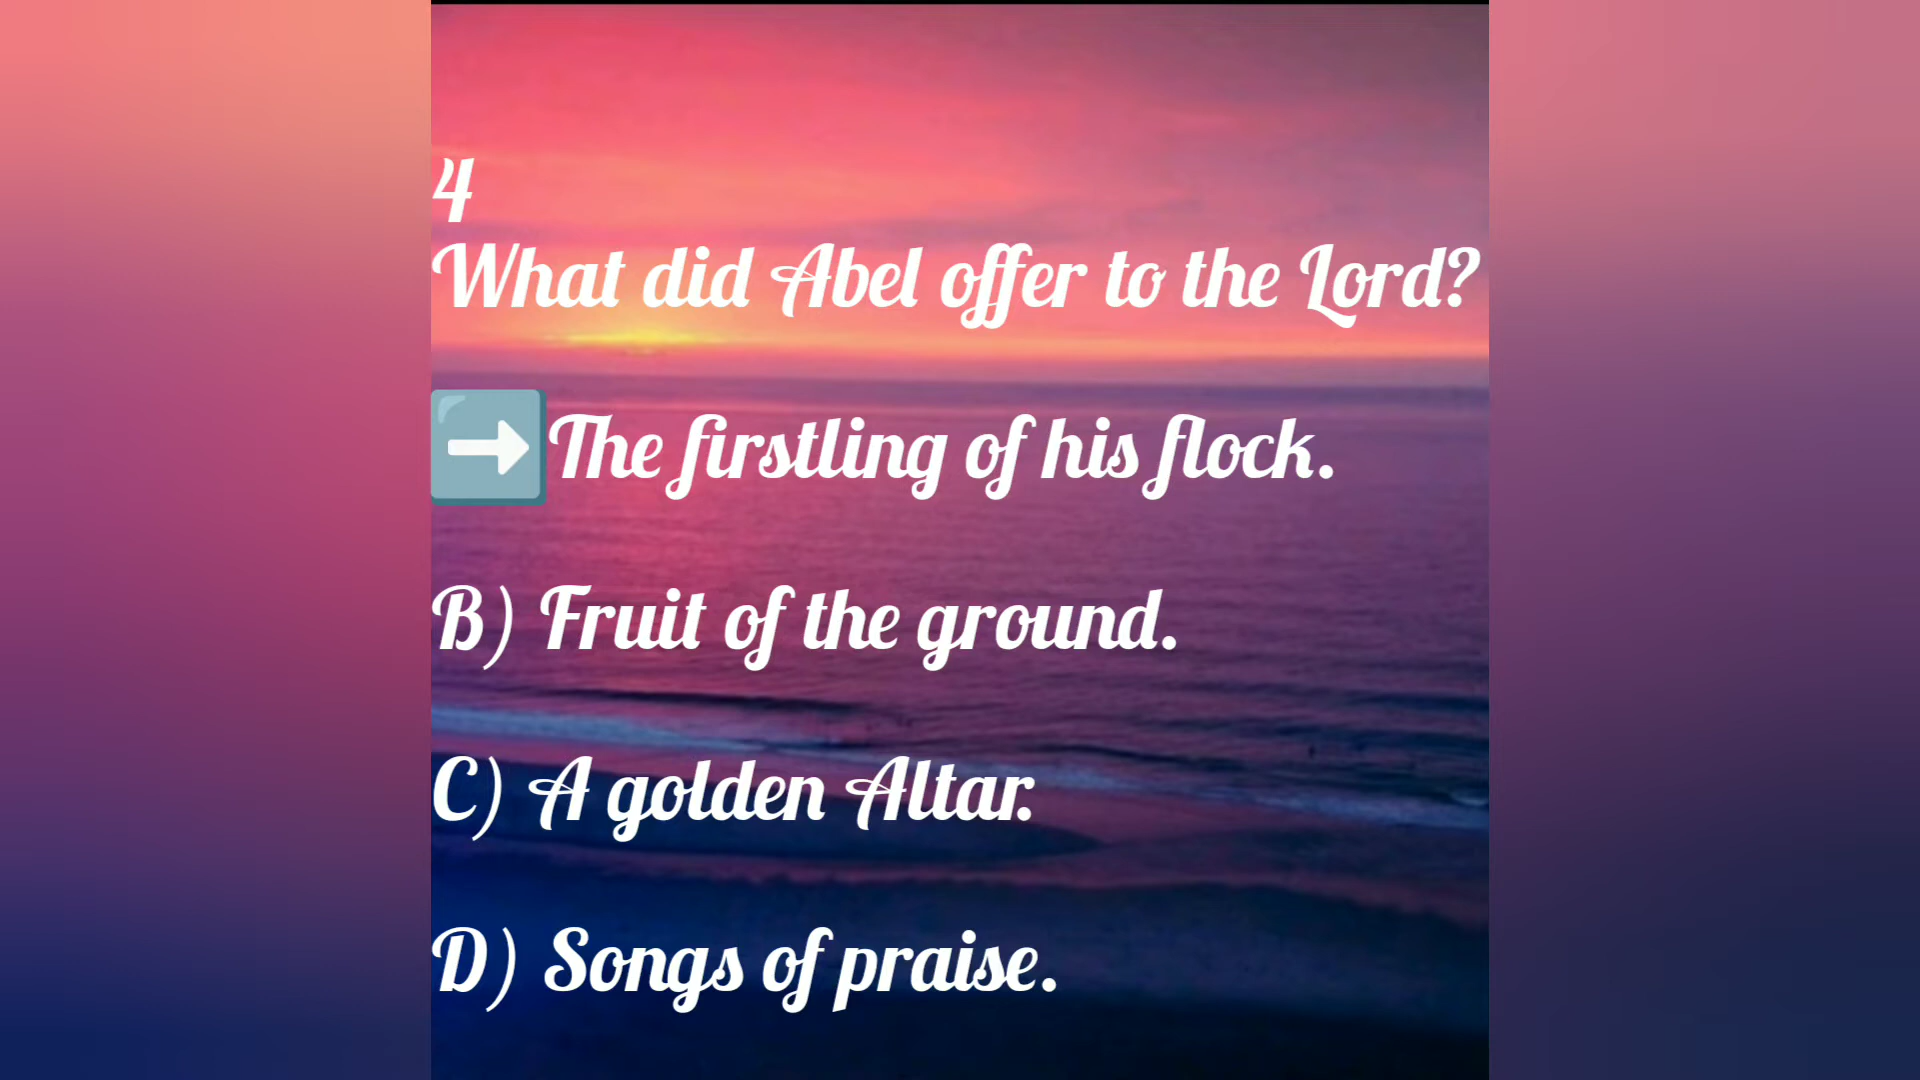 4
What did Abel offer to the Lord?
➡️The firstling of his flock.
B) Fruit of the ground.
C) A golden Altar.
D) Songs of praise.